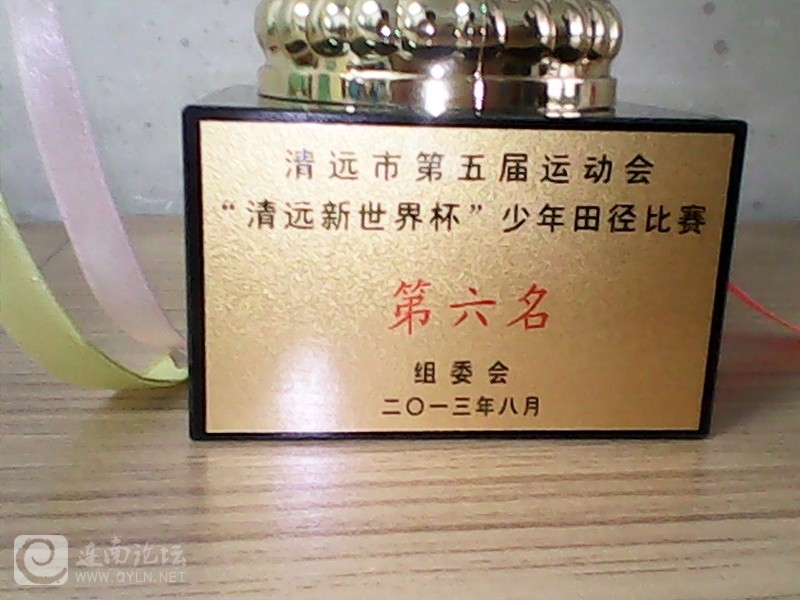 清远市第五届运动会
“清远新世界杯”少年田径比赛
第六名
组委会
二〇一三年八月
连南论坛
WWW.QYLN.NET